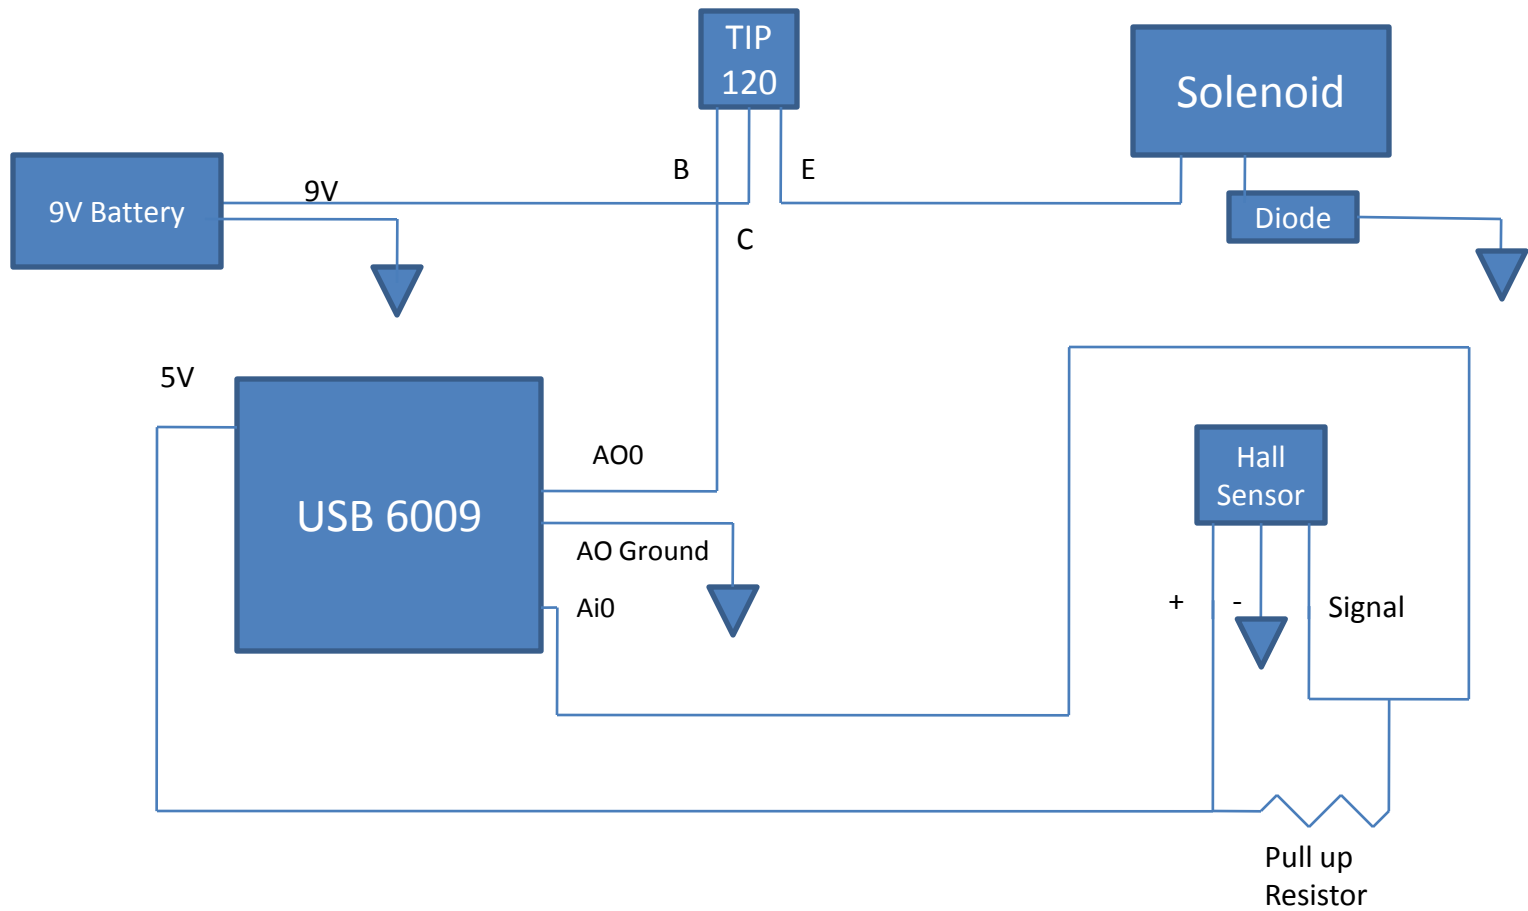 TIP
120
Solenoid
B
E
9V
9V Battery
Diode
C
5V
AO0
Hall
Sensor
USB 6009
AO Ground
Ai0
+
-
Signal
Pull up
Resistor